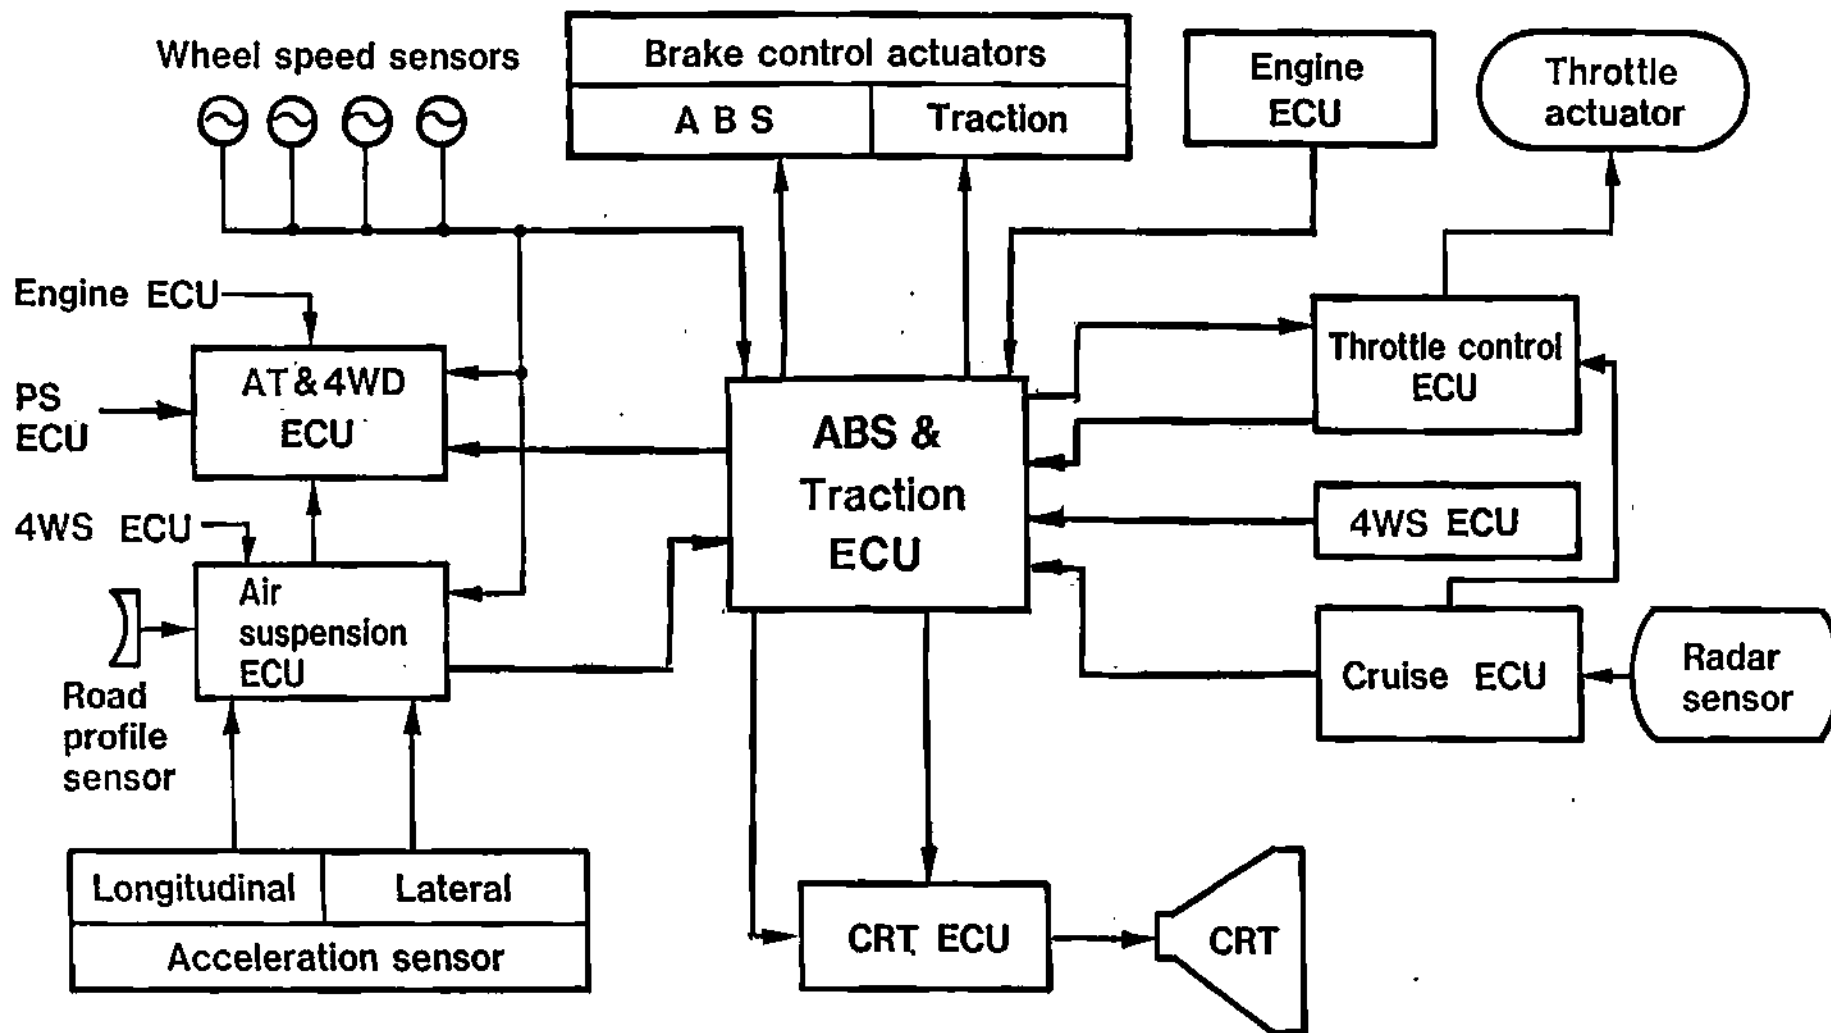 Wheel speed sensors
Brake control actuators
A B S
Traction
Engine
ECU
Throttle
actuator
Engine ECU
AT & 4WD
ECU
PS
ECU
ABS &
Traction
ECU
Throttle control
ECU
4WS ECU
4WS ECU
Air
suspension
ECU
Road
profile
sensor
Cruise ECU
Radar
sensor
Longitudinal
Lateral
Acceleration sensor
CRT ECU
CRT